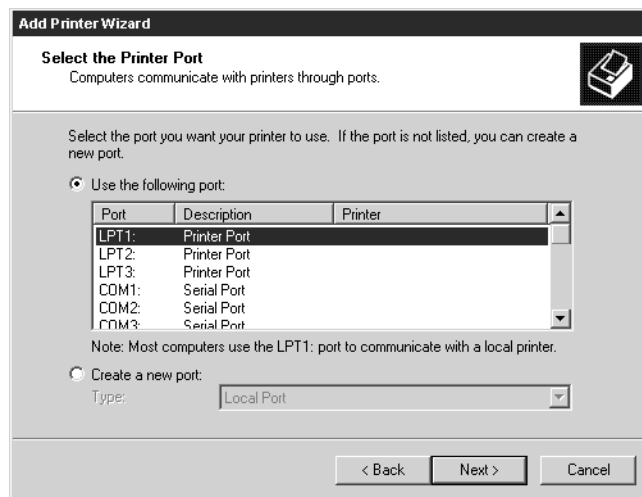 Add Printer Wizard
Select the Printer Port
Computers communicate with printers through ports.
Select the port you want your printer to use. If the port is not listed, you can create a
new port.
Use the following port:
Port Description Printer
LPT1: Printer Port
LPT2: Printer Port
LPT3: Printer Port
COM1: Serial Port
COM2: Serial Port
COM3: Serial Port
Note: Most computers use the LPT1: port to communicate with a local printer.
Create a new port:
Type: Local Port
< Back Next > Cancel